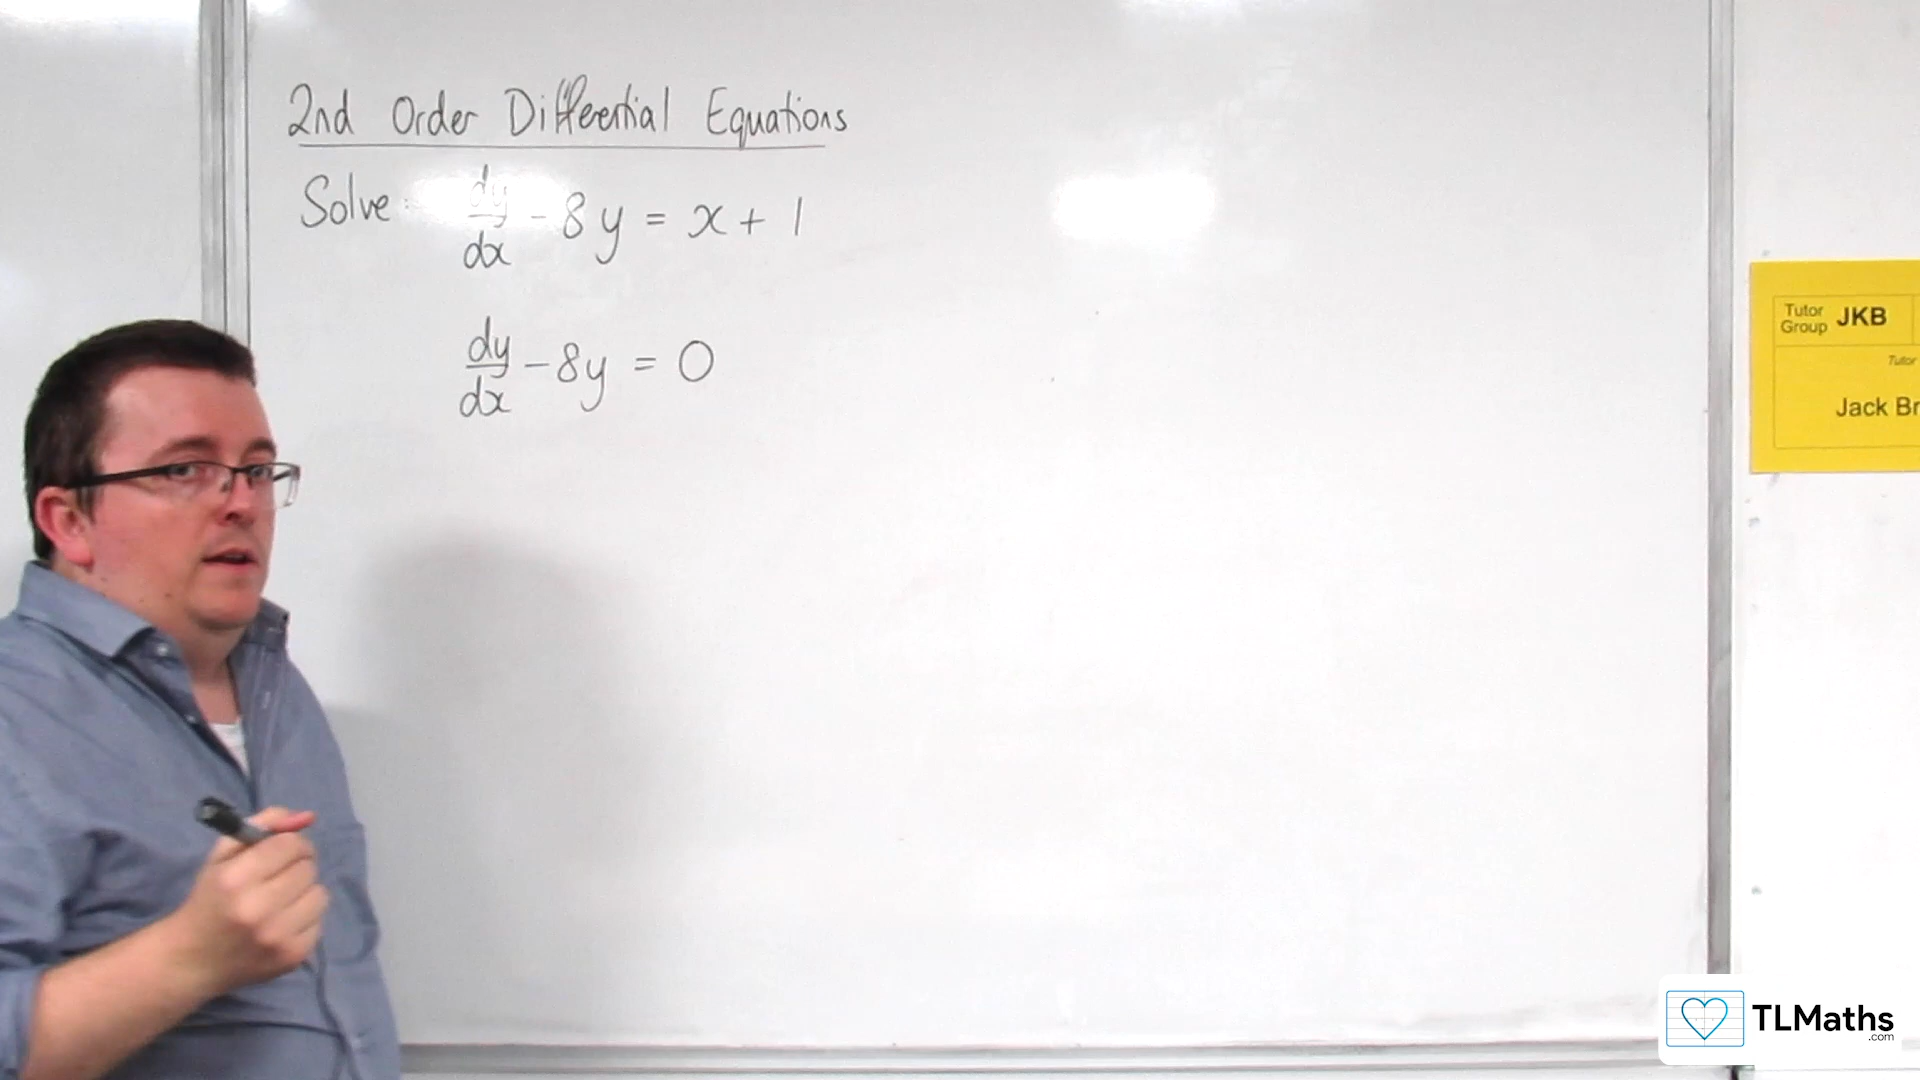 2nd Order Differential Equations
Solve: dy/dx - 8y = x + 1
dy/dx - 8y = 0
Tutor Group JKB
Tutor
Jack Br
TLMaths
.com